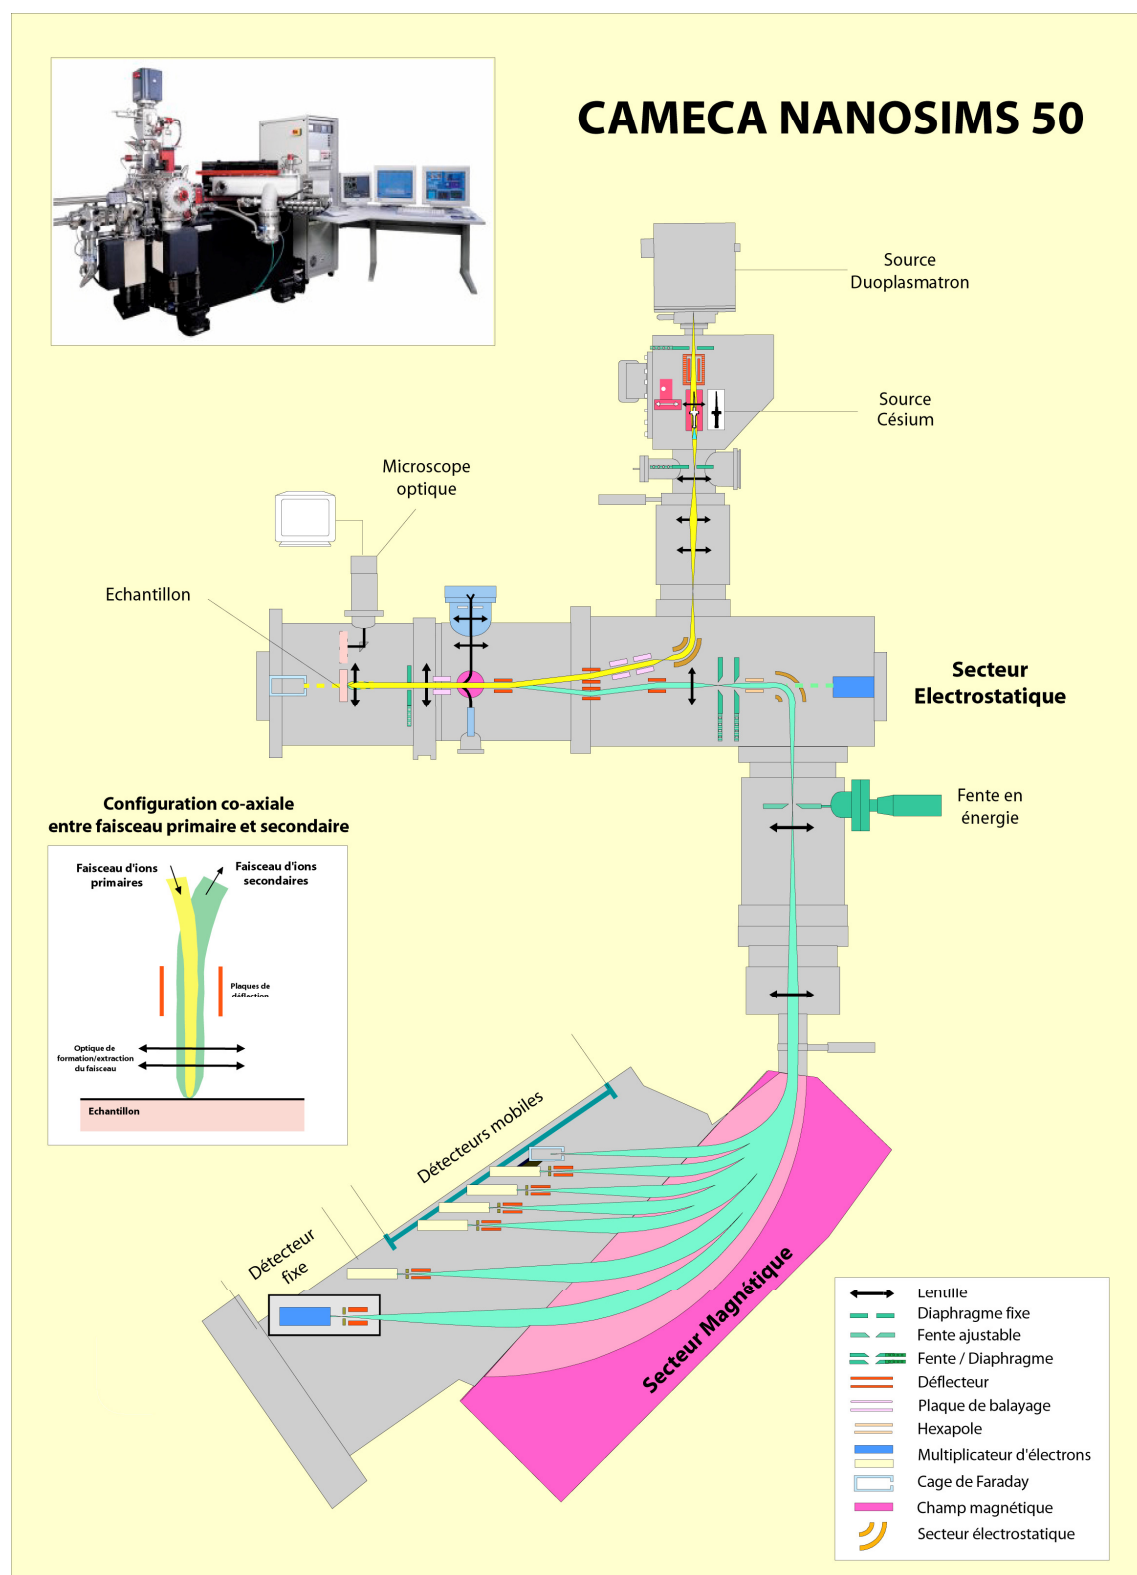 CAMECA NANOSIMS 50
Source
Duoplasmatron
Source
Césium
Microscope
optique
Echantillon
Secteur
Electrostatique
Fente en
énergie
Configuration co-axiale
entre faisceau primaire et secondaire
Faisceau d'ions
primaires
Faisceau d'ions
secondaires
Plaques de
déflection
Optique de
formation/extraction
du faisceau
Echantillon
Détecteurs mobiles
Détecteur
fixe
Secteur Magnétique
Lentille
Diaphragme fixe
Fente ajustable
Fente / Diaphragme
Déflecteur
Plaque de balayage
Hexapole
Multiplicateur d'électrons
Cage de Faraday
Champ magnétique
Secteur électrostatique